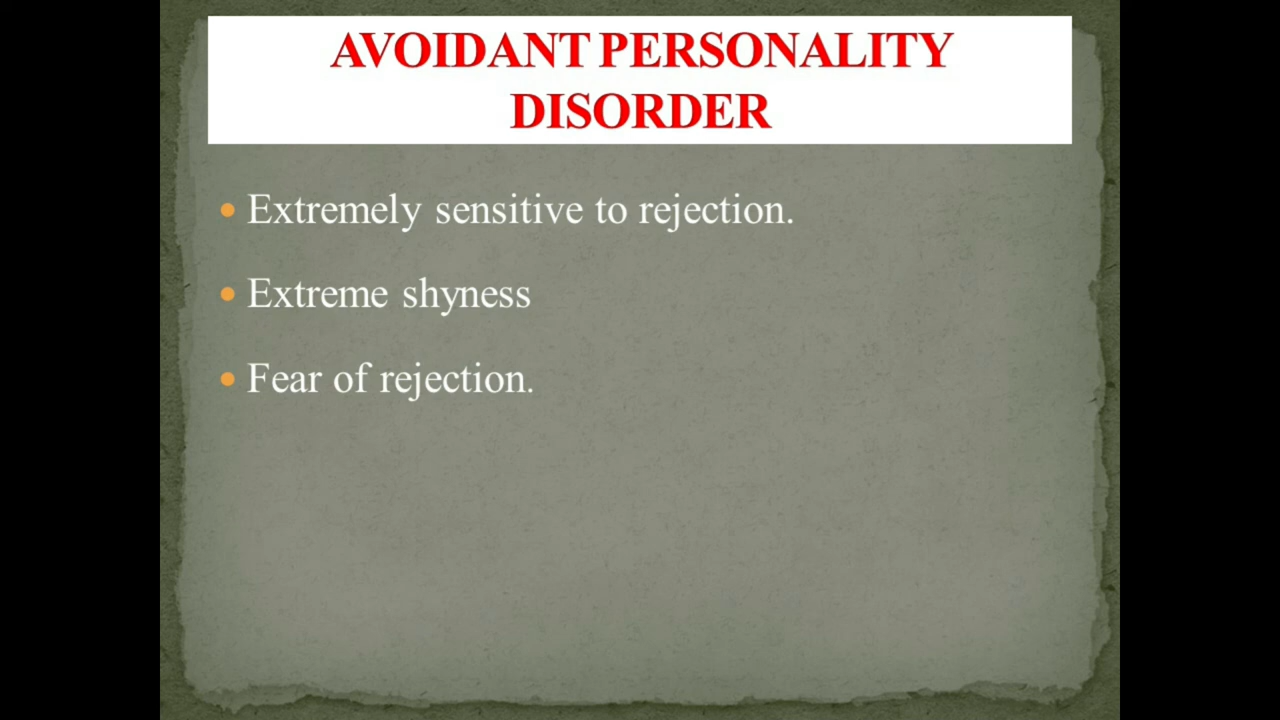 AVOIDANT PERSONALITY
DISORDER
• Extremely sensitive to rejection.
• Extreme shyness
• Fear of rejection.